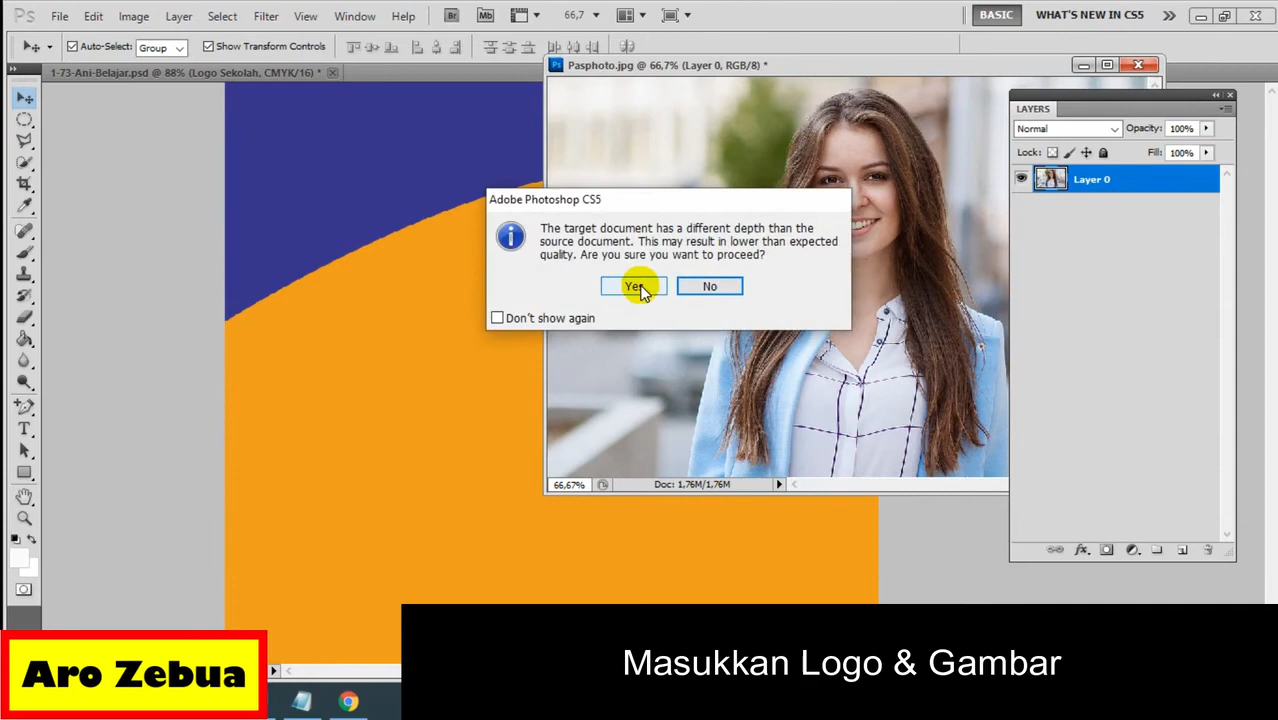 Ps File Edit Image Layer Select Filter View Window Help Br Mb 66,7 BASIC WHAT'S NEW IN CS5
Auto-Select: Group Show Transform Controls
1-73-Ani-Belajar.psd @ 88% (Logo Sekolah, CMYK/16) *
Ps Pasphoto.jpg @ 66,7% (Layer 0, RGB/8) *
LAYERS
Normal Opacity: 100%
Lock: Fill: 100%
Layer 0
Adobe Photoshop CS5
The target document has a different depth than the
source document. This may result in lower than expected
quality. Are you sure you want to proceed?
Yes No
Don't show again
66,67% Doc: 1,76M/1,76M
Aro Zebua
Masukkan Logo & Gambar